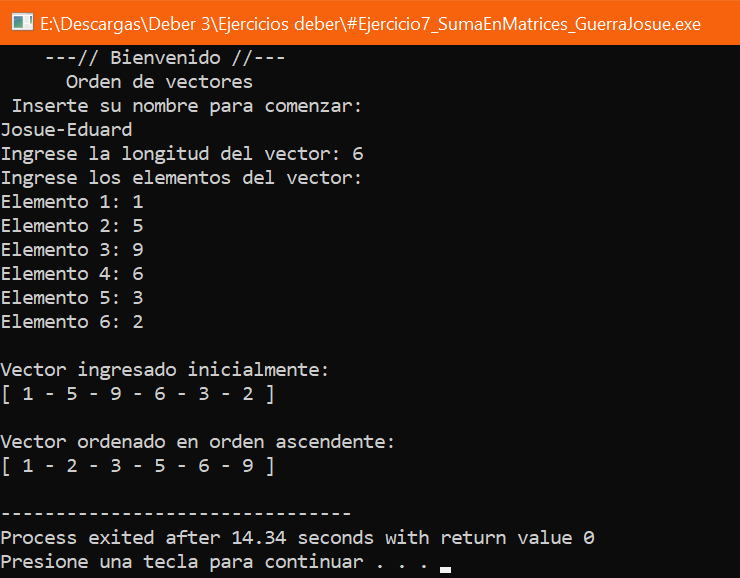 E:\Descargas\Deber 3\Ejercicios deber\#Ejercicio7_SumaEnMatrices_GuerraJosue.exe
---// Bienvenido //---
Orden de vectores
Inserte su nombre para comenzar:
Josue-Eduard
Ingrese la longitud del vector: 6
Ingrese los elementos del vector:
Elemento 1: 1
Elemento 2: 5
Elemento 3: 9
Elemento 4: 6
Elemento 5: 3
Elemento 6: 2
Vector ingresado inicialmente:
[ 1 - 5 - 9 - 6 - 3 - 2 ]
Vector ordenado en orden ascendente:
[ 1 - 2 - 3 - 5 - 6 - 9 ]
--------------------------------
Process exited after 14.34 seconds with return value 0
Presione una tecla para continuar . . .